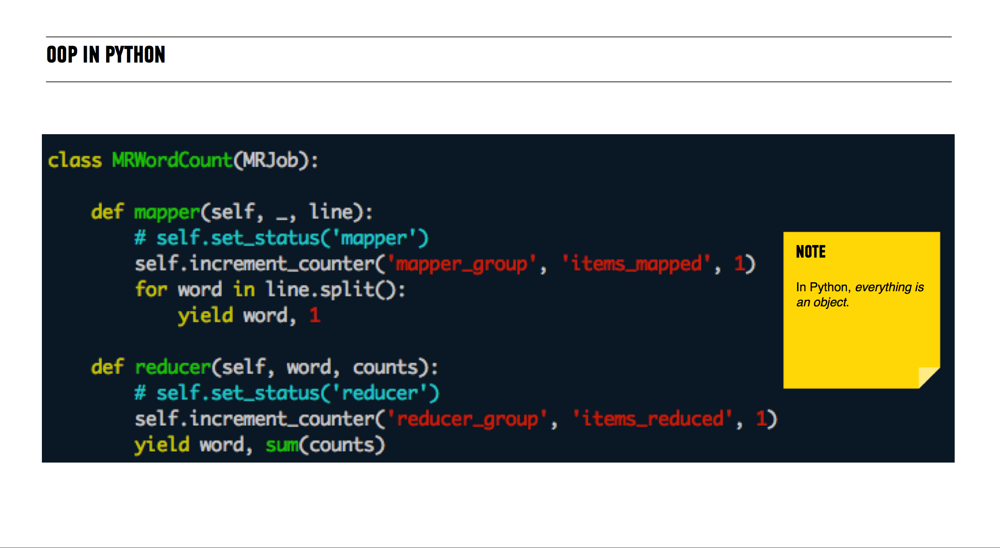 OOP IN PYTHON
class MRWordCount(MRJob):
def mapper(self, _, line):
# self.set_status('mapper')
self.increment_counter('mapper_group', 'items_mapped', 1)
for word in line.split():
yield word, 1
def reducer(self, word, counts):
# self.set_status('reducer')
self.increment_counter('reducer_group', 'items_reduced', 1)
yield word, sum(counts)
NOTE
In Python, everything is
an object.